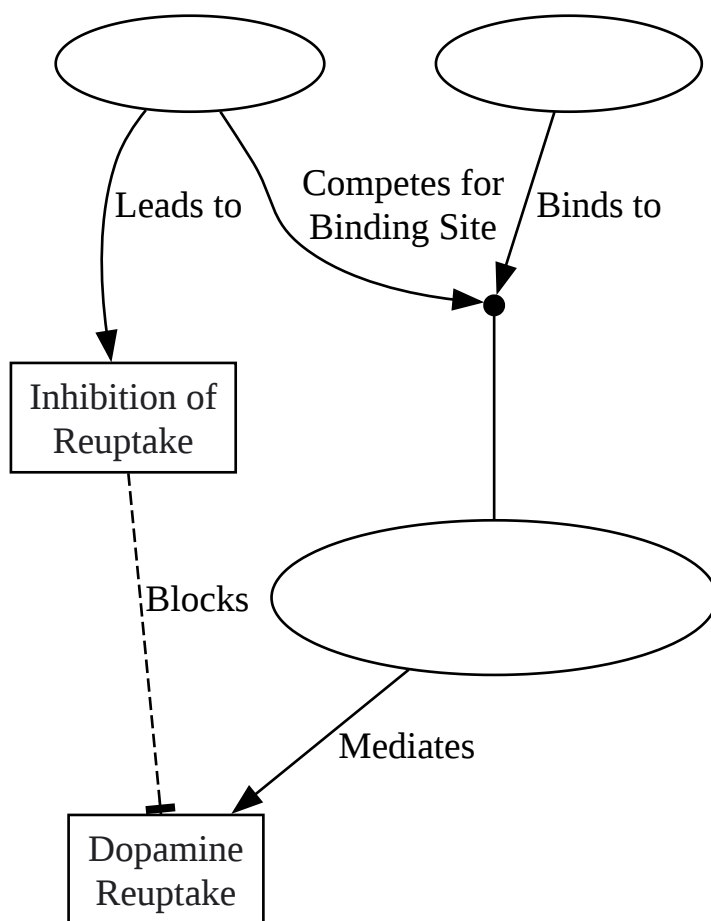 Leads to
Competes for
Binding Site
Binds to
Inhibition of
Reuptake
Blocks
Mediates
Dopamine
Reuptake